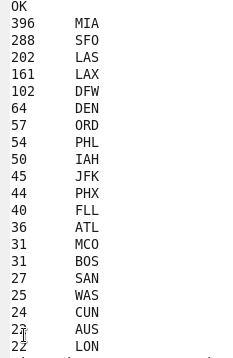 OK
396 MIA
288 SFO
202 LAS
161 LAX
102 DFW
64 DEN
57 ORD
54 PHL
50 IAH
45 JFK
44 PHX
40 FLL
36 ATL
31 MCO
31 BOS
27 SAN
25 WAS
24 CUN
AUS
22 LON